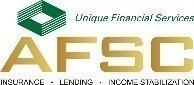 Unique Financial Services
AFSC
INSURANCE - LENDING - INCOME STABILIZATION